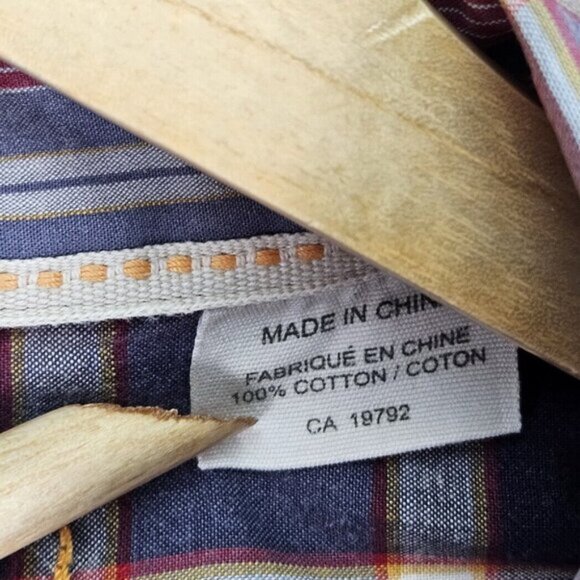 MADE IN CHIN
FABRIQUÉ EN CHINE
100% COTTON / COTON
CA 19792